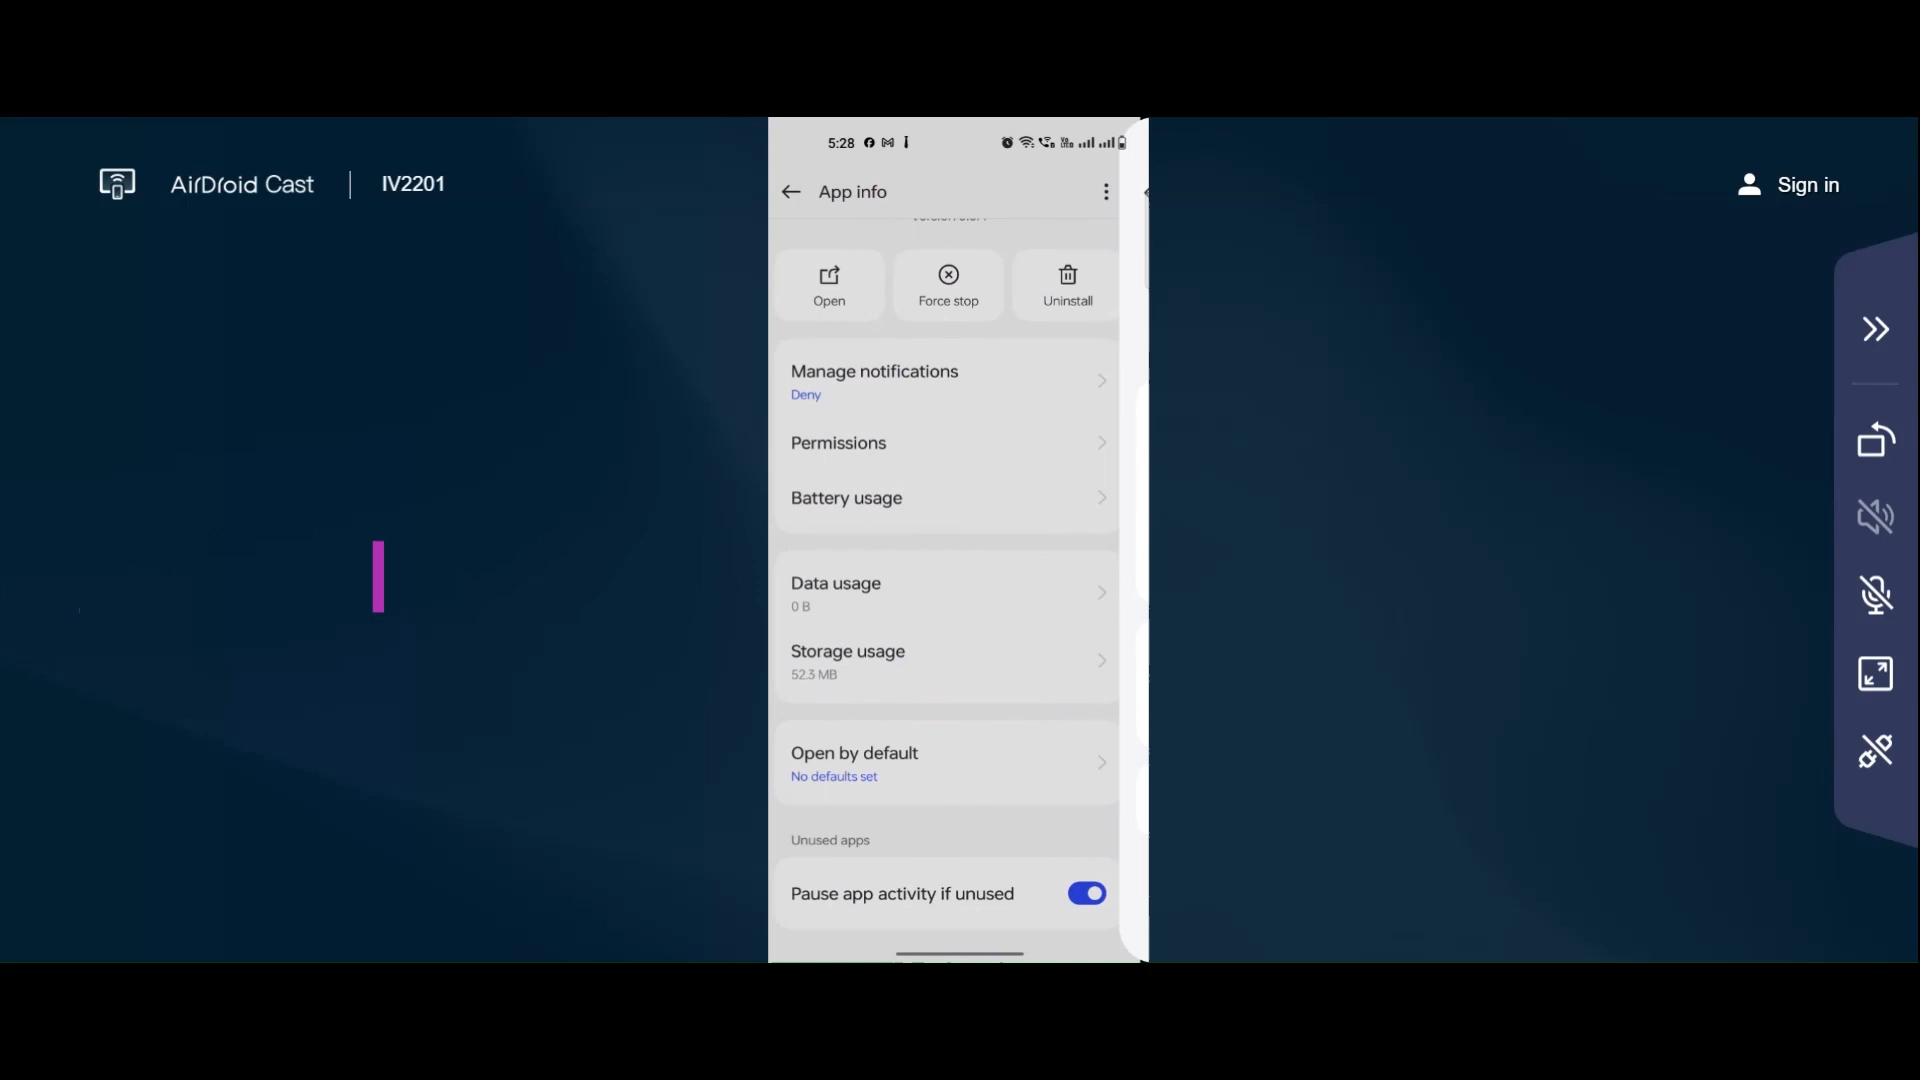 5:28
AirDroid Cast | IV2201
Sign in
App info
Open
Force stop
Uninstall
Manage notifications
Deny
Permissions
Battery usage
Data usage
0 B
Storage usage
52.3 MB
Open by default
No defaults set
Unused apps
Pause app activity if unused